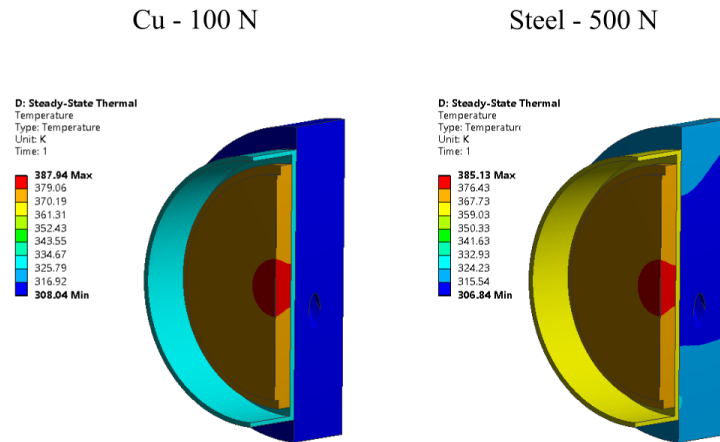 Cu - 100 N
Steel - 500 N
D: Steady-State Thermal
Temperature
Type: Temperature
Unit: K
Time: 1
387.94 Max
379.06
370.19
361.31
352.43
343.55
334.67
325.79
316.92
308.04 Min
D: Steady-State Thermal
Temperature
Type: Temperature
Unit: K
Time: 1
385.13 Max
376.43
367.73
359.03
350.33
341.63
332.93
324.23
315.54
306.84 Min